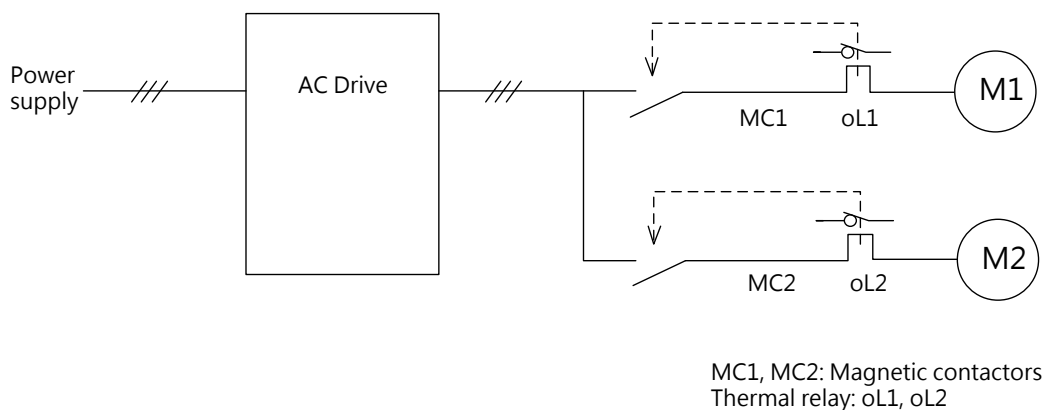 Power
supply
AC Drive
MC1
oL1
M1
MC2
oL2
M2
MC1, MC2: Magnetic contactors
Thermal relay: oL1, oL2